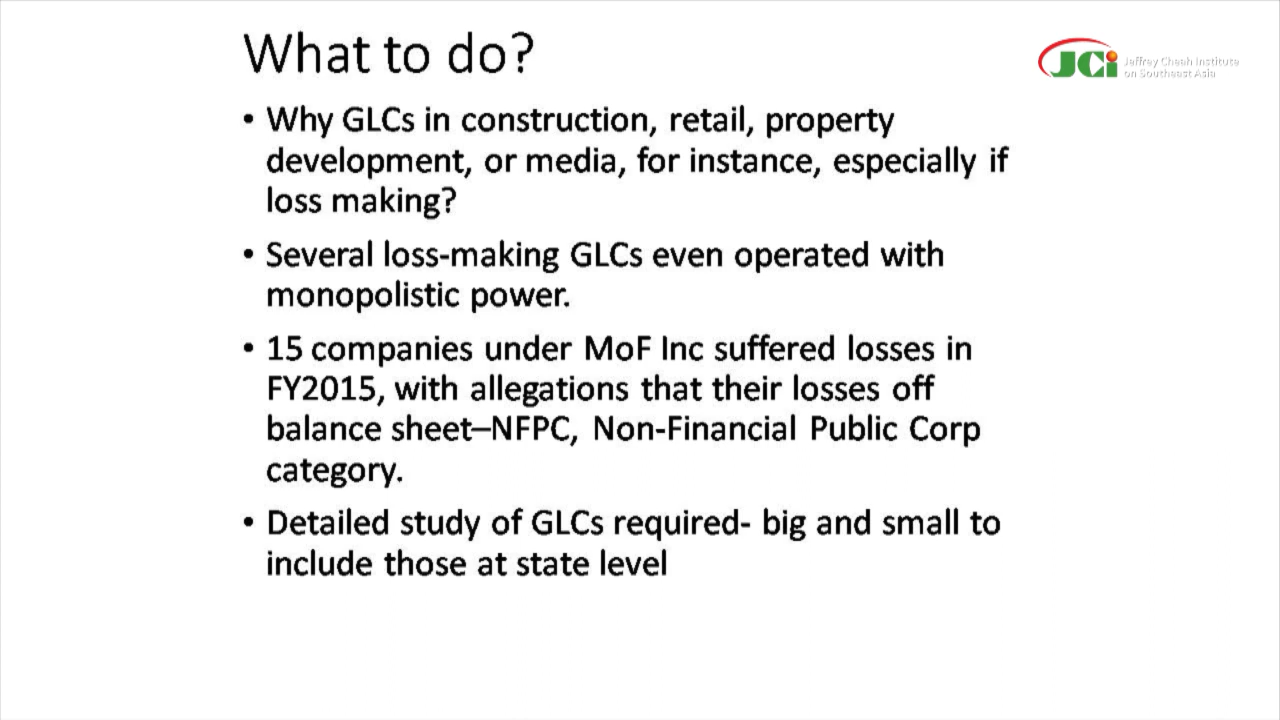 What to do?
JCi Jeffrey Cheah Institute
on Southeast Asia
• Why GLCs in construction, retail, property
development, or media, for instance, especially if
loss making?
• Several loss-making GLCs even operated with
monopolistic power.
• 15 companies under MoF Inc suffered losses in
FY2015, with allegations that their losses off
balance sheet–NFPC, Non-Financial Public Corp
category.
• Detailed study of GLCs required- big and small to
include those at state level